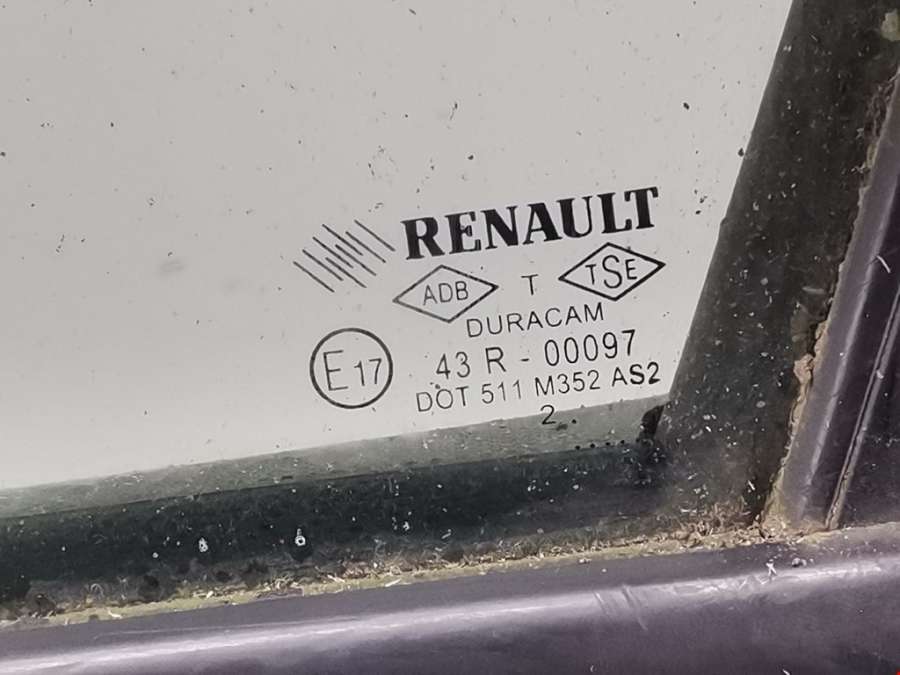 RENAULT
ADB T TSE
DURACAM
E17 43 R - 00097
DOT 511 M352 AS2
2..
....